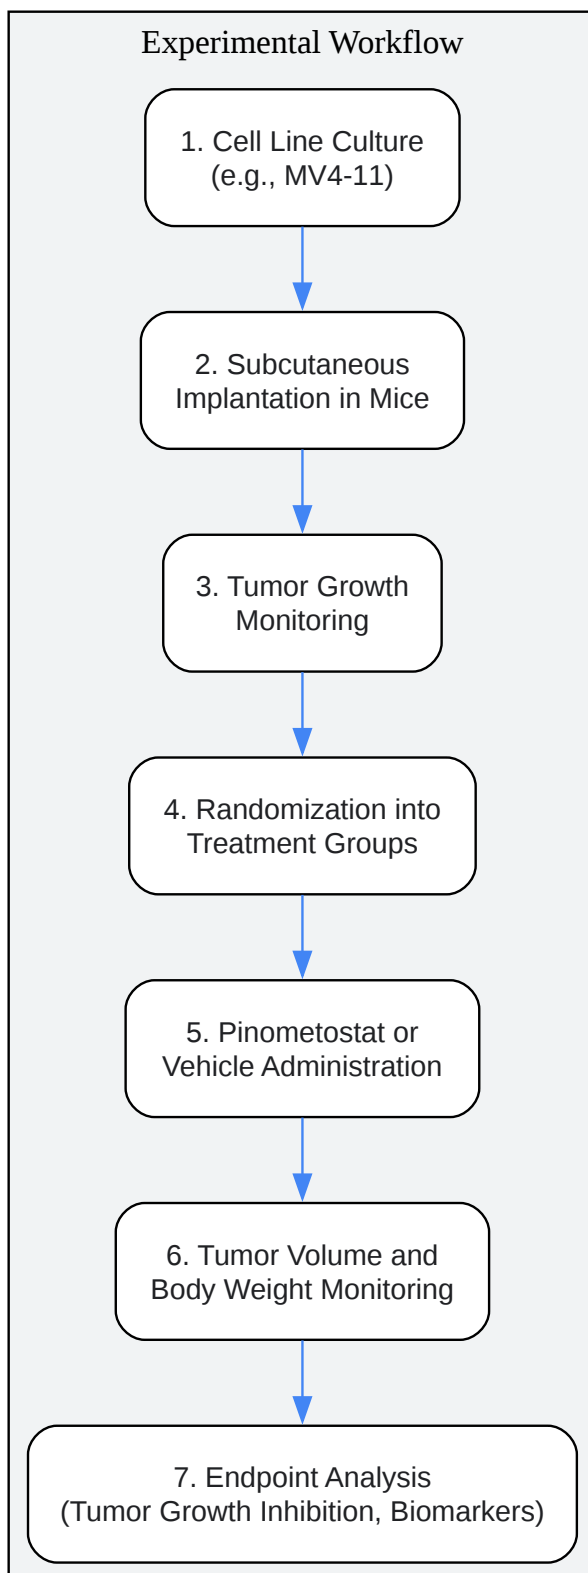 Experimental Workflow
1. Cell Line Culture
(e.g., MV4-11)
2. Subcutaneous
Implantation in Mice
3. Tumor Growth
Monitoring
4. Randomization into
Treatment Groups
5. Pinometostat or
Vehicle Administration
6. Tumor Volume and
Body Weight Monitoring
7. Endpoint Analysis
(Tumor Growth Inhibition, Biomarkers)